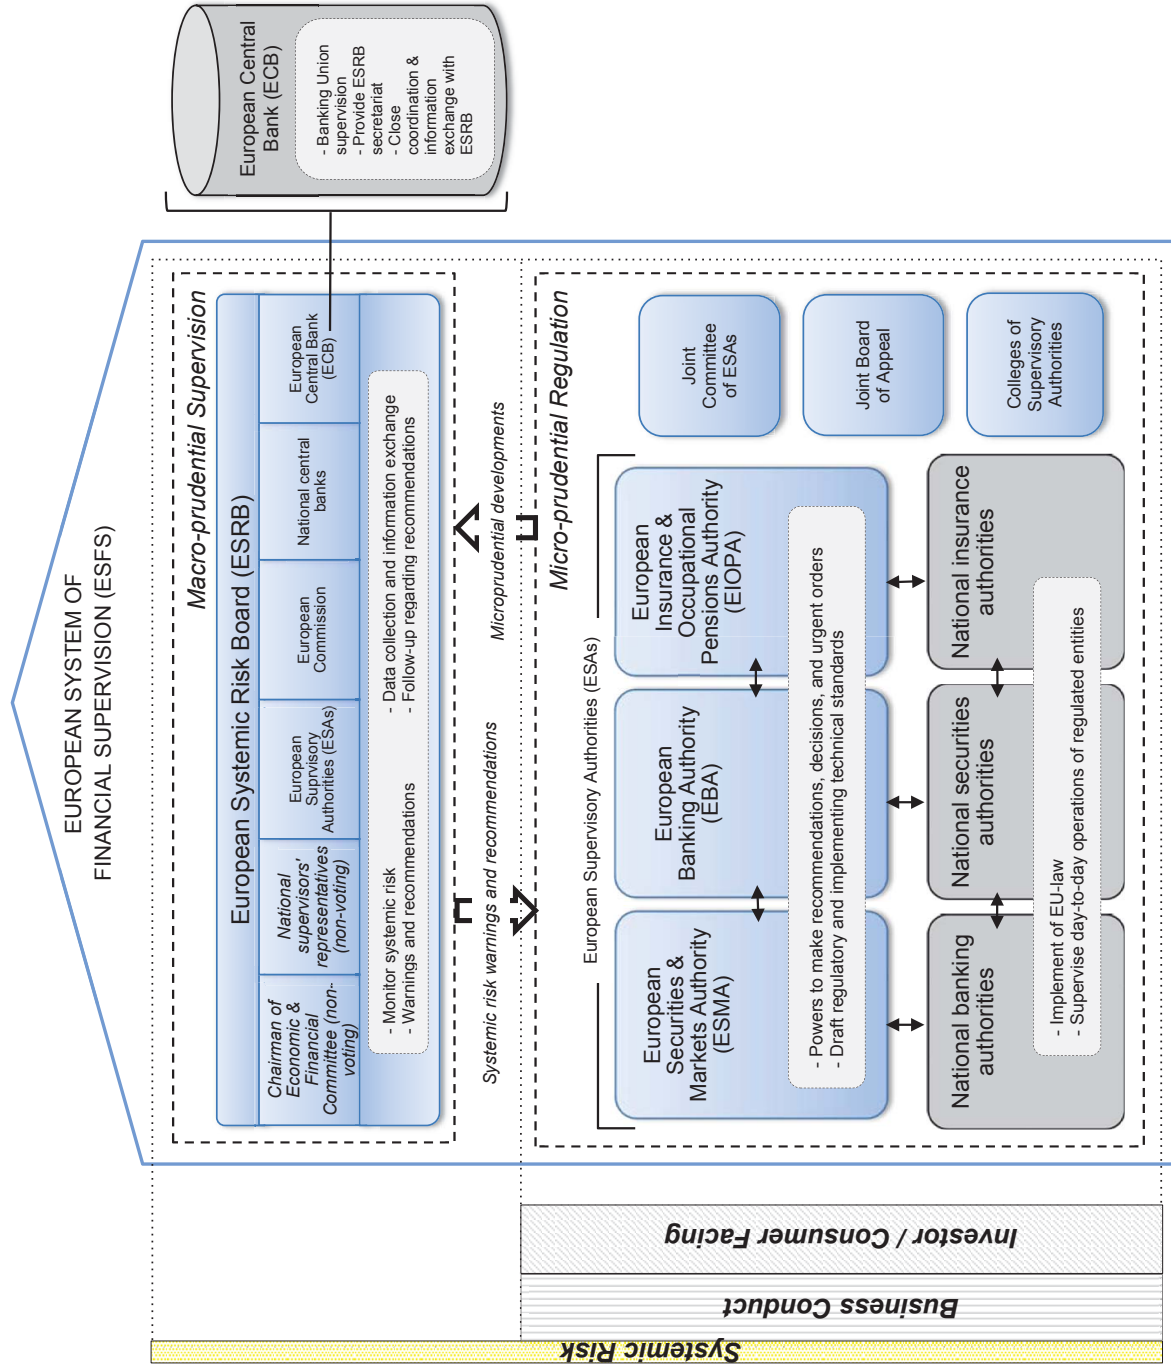 EUROPEAN SYSTEM OF
FINANCIAL SUPERVISION (ESFS)
Macro-prudential Supervision
European Systemic Risk Board (ESRB)
Chairman of
Economic &
Financial
Committee (non-
voting)
National
supervisors'
representatives
(non-voting)
European
Suprvisory
Authorities (ESAs)
European
Commission
National central
banks
European
Central Bank
(ECB)
- Monitor systemic risk
- Warnings and recommendations
- Data collection and information exchange
- Follow-up regarding recommendations
European Central
Bank (ECB)
- Banking Union
supervision
- Provide ESRB
secretariat
- Close
coordination &
information
exchange with
ESRB
Systemic risk warnings and recommendations
Microprudential developments
Micro-prudential Regulation
European Supervisory Authorities (ESAs)
European
Securities &
Markets Authority
(ESMA)
European
Banking Authority
(EBA)
European
Insurance &
Occupational
Pensions Authority
(EIOPA)
- Powers to make recommendations, decisions, and urgent orders
- Draft regulatory and implementing technical standards
Joint
Committee
of ESAs
Joint Board
of Appeal
Colleges of
Supervisory
Authorities
National banking
authorities
National securities
authorities
National insurance
authorities
- Implement of EU-law
- Supervise day-to-day operations of regulated entities
Systemic Risk
Business Conduct
Investor / Consumer Facing